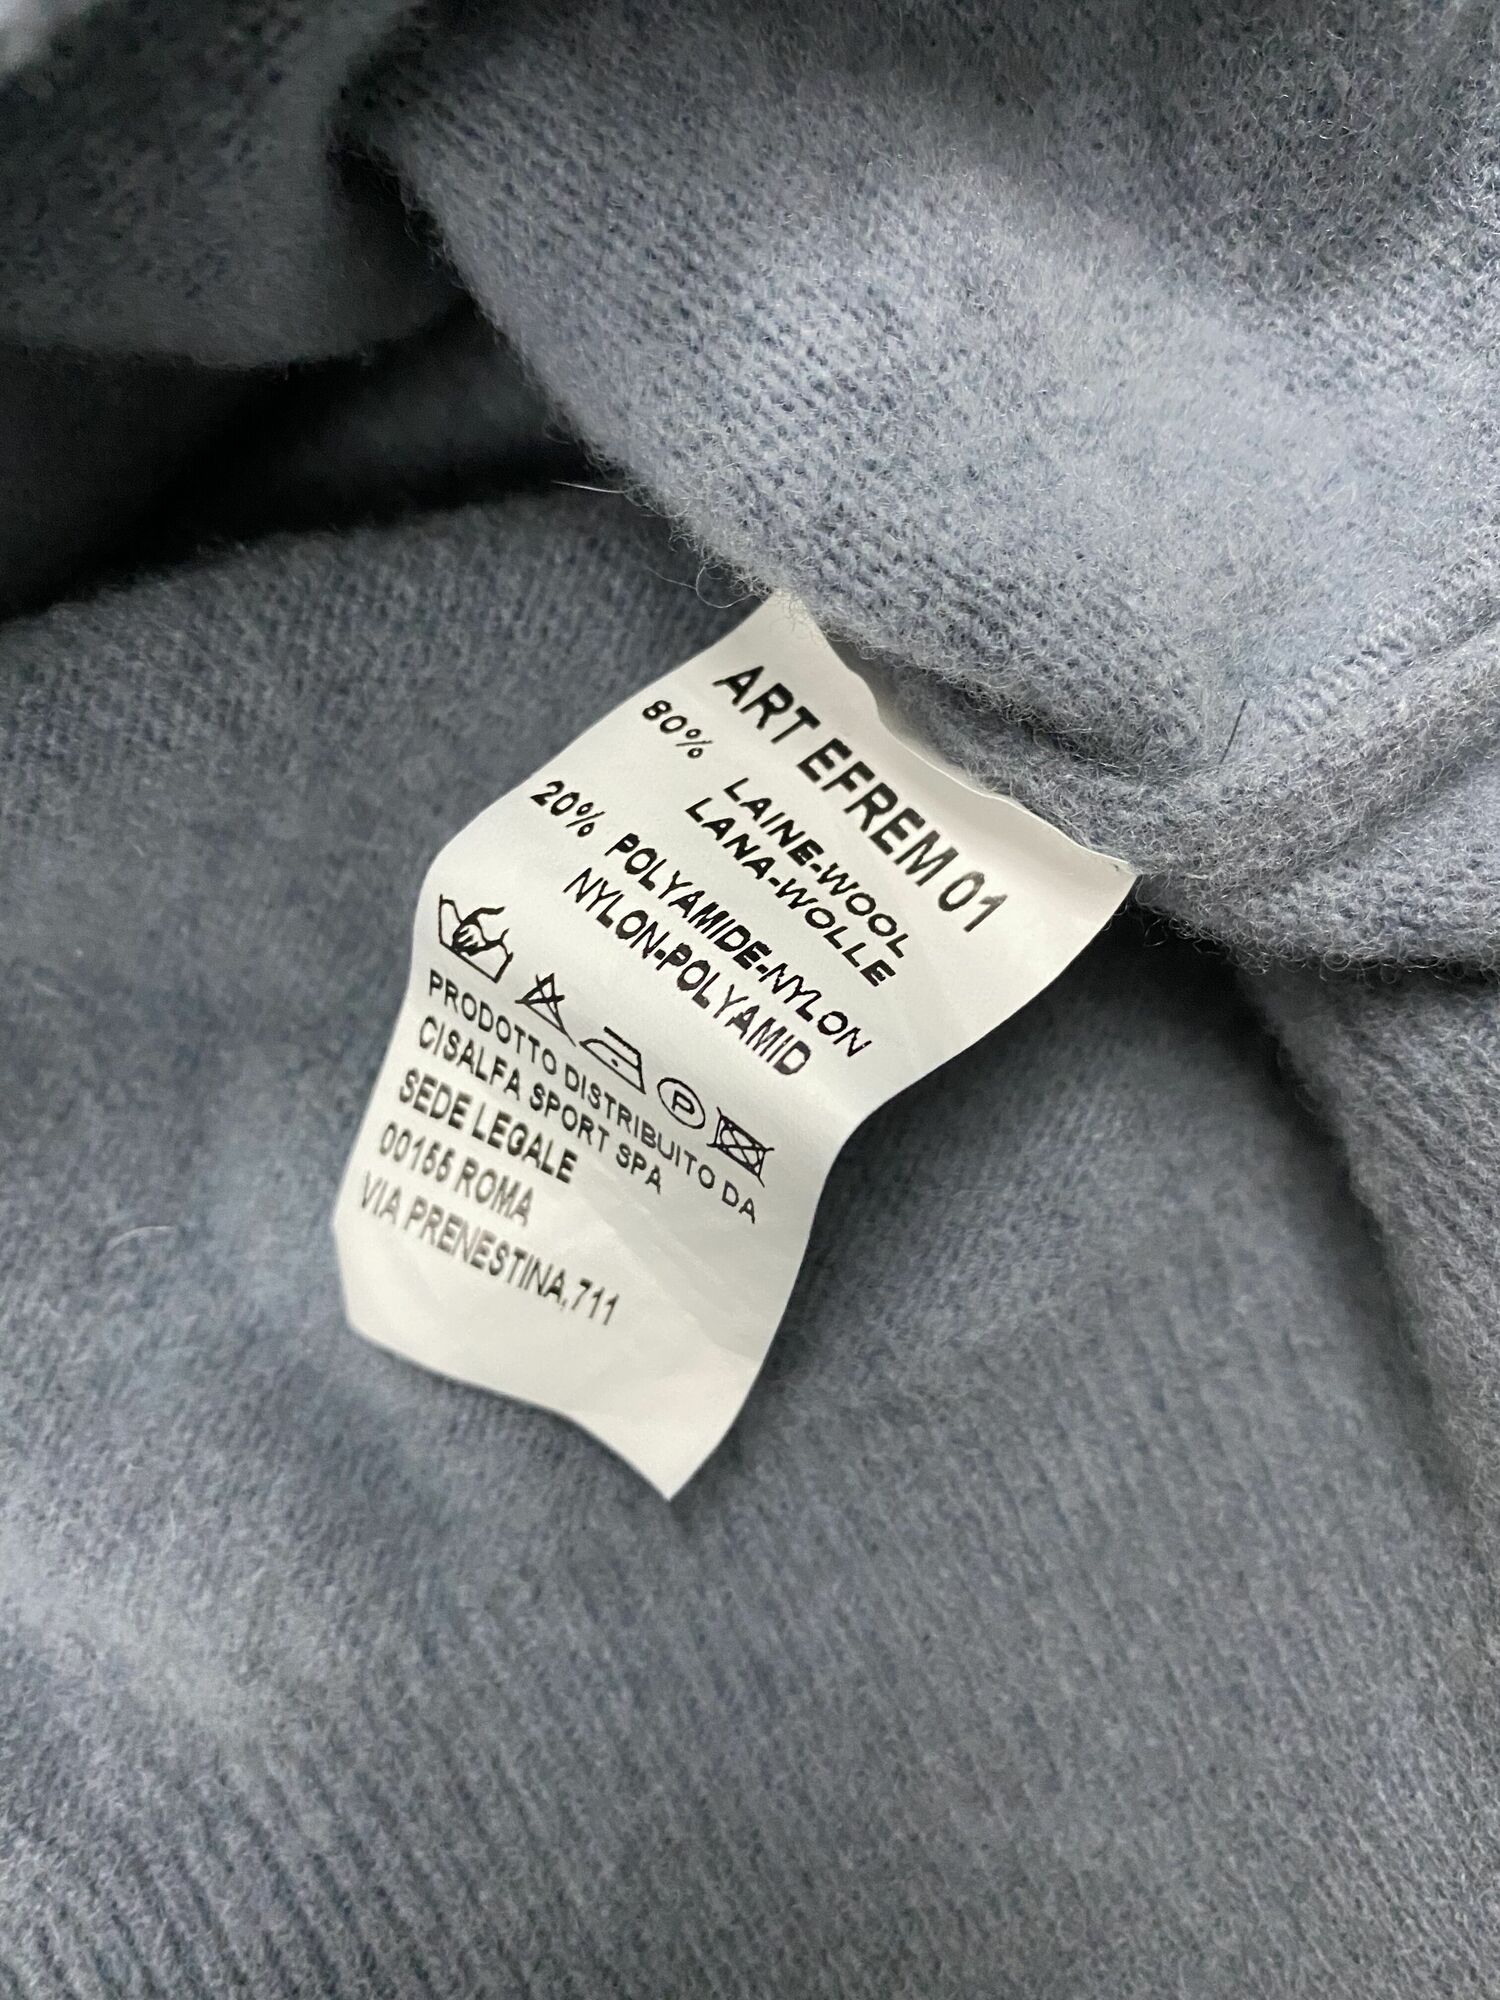 ART EFREM 01
80% LAINE-WOOL
LANA-WOLLE
20% POLYAMIDE-NYLON
NYLON-POLYAMID
P
PRODOTTO DISTRIBUITO DA
CISALFA SPORT SPA
SEDE LEGALE
00155 ROMA
VIA PRENESTINA,711